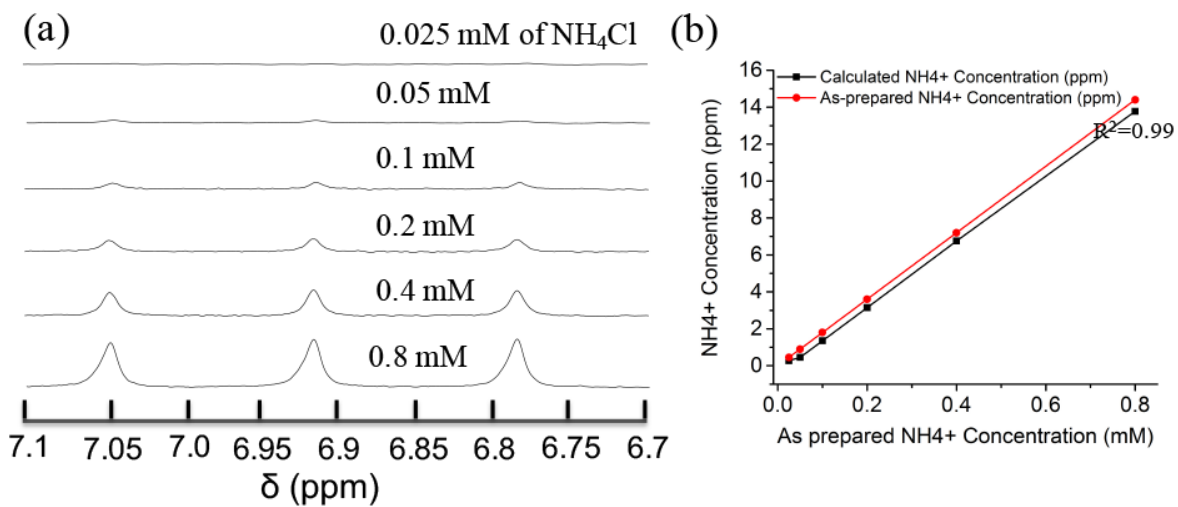 (a)
0.025 mM of NH₄Cl
0.05 mM
0.1 mM
0.2 mM
0.4 mM
0.8 mM
7.1 7.05 7.0 6.95 6.9 6.85 6.8 6.75 6.7
δ (ppm)
(b)
Calculated NH4+ Concentration (ppm)
As-prepared NH4+ Concentration (ppm)
R²=0.99
NH4+ Concentration (ppm)
16
14
12
10
8
6
4
2
0
0.0 0.2 0.4 0.6 0.8
As prepared NH4+ Concentration (mM)